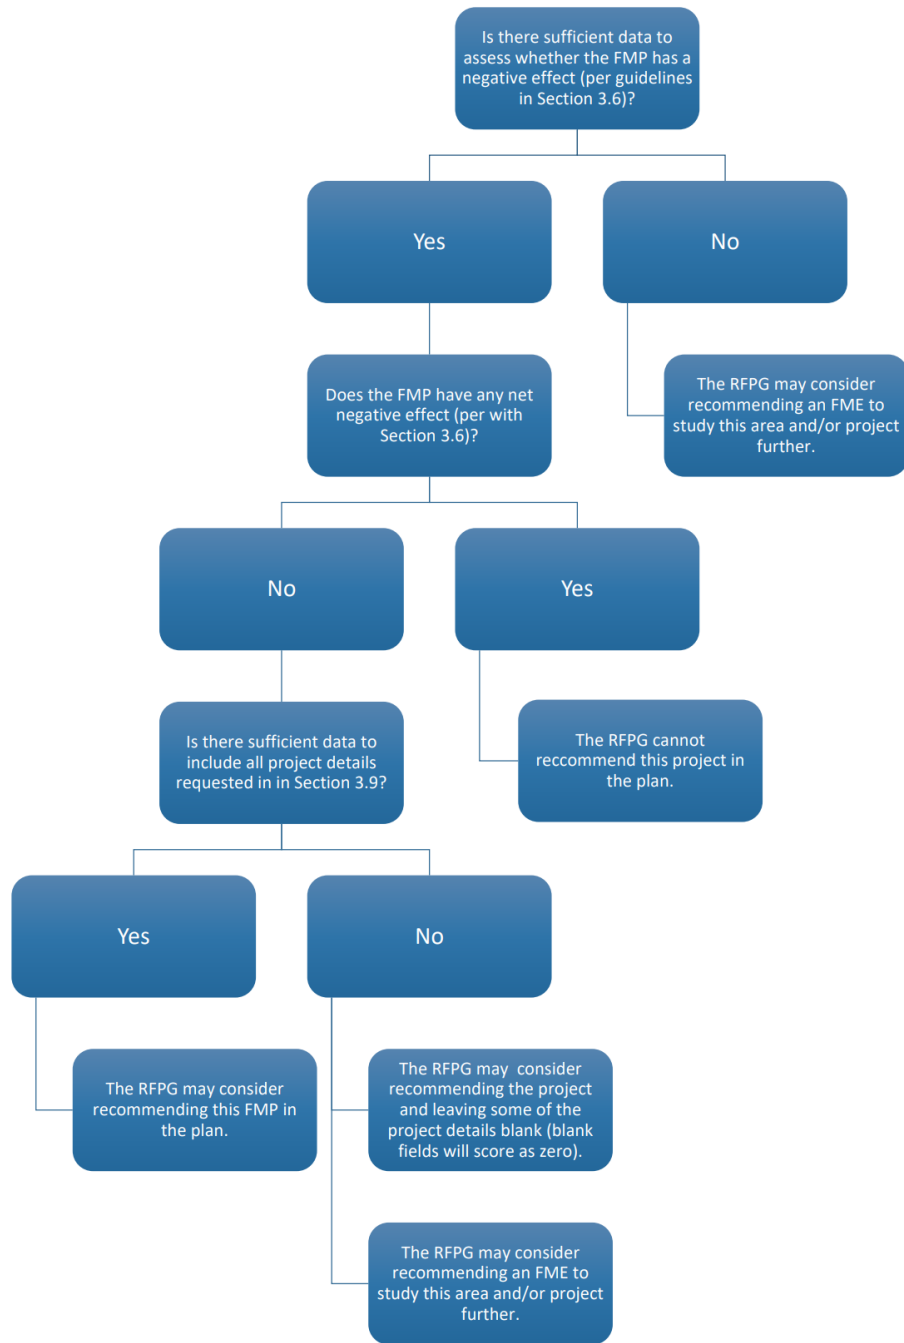 Is there sufficient data to
assess whether the FMP has a
negative effect (per guidelines
in Section 3.6)?
Yes
No
Does the FMP have any net
negative effect (per with
Section 3.6)?
The RFPG may consider
recommending an FME to
study this area and/or project
further.
No
Yes
Is there sufficient data to
include all project details
requested in in Section 3.9?
The RFPG cannot
reccommend this project in
the plan.
Yes
No
The RFPG may consider
recommending this FMP in
the plan.
The RFPG may  consider
recommending the project
and leaving some of the
project details blank (blank
fields will score as zero).
The RFPG may consider
recommending an FME to
study this area and/or project
further.